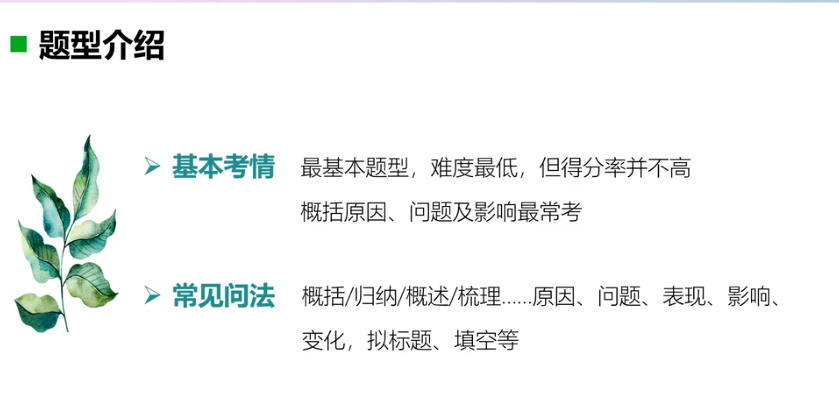 题型介绍
基本考情 最基本题型，难度最低，但得分率并不高
概括原因、问题及影响最常考
常见问法 概括/归纳/概述/梳理......原因、问题、表现、影响、
变化，拟标题、填空等